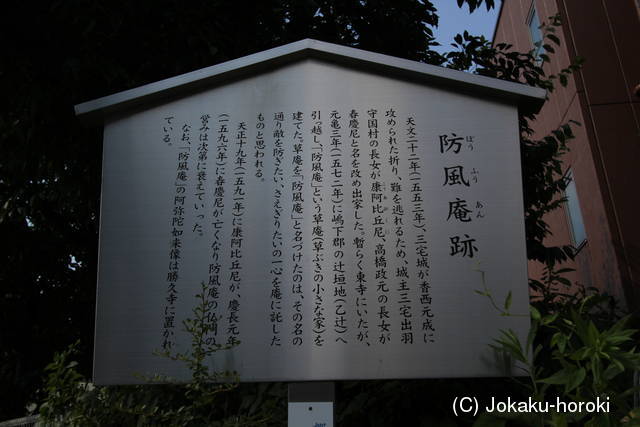 防風庵跡
ぼう ふう あん
天文二十二年(一五五三年)、三宅城が香西元成に
攻められた折り、難を逃れるため、城主三宅出羽
守国村の長女が康阿比丘尼、高橋政元の長女が
春慶尼と名を改め出家した。暫らく東寺にいたが、
元亀三年(一五七二年)に嶋下郡の辻垣地(乙辻)へ
引っ越し、「防風庵」という草庵(草ぶきの小さな家)を
建てた。草庵を「防風庵」と名づけたのは、その名の
通り敵を防ぎたい、さえぎりたいの一心を庵に託した
ものと思われる。
天正十九年(一五九一年)に康阿比丘尼が、慶長元年
(一五九六年)に春慶尼が亡くなり防風庵の仏門の
営みは次第に衰えていった。
なお、「防風庵」の阿弥陀如来像は勝久寺に置かれ
ている。
(C) Jokaku-horoki